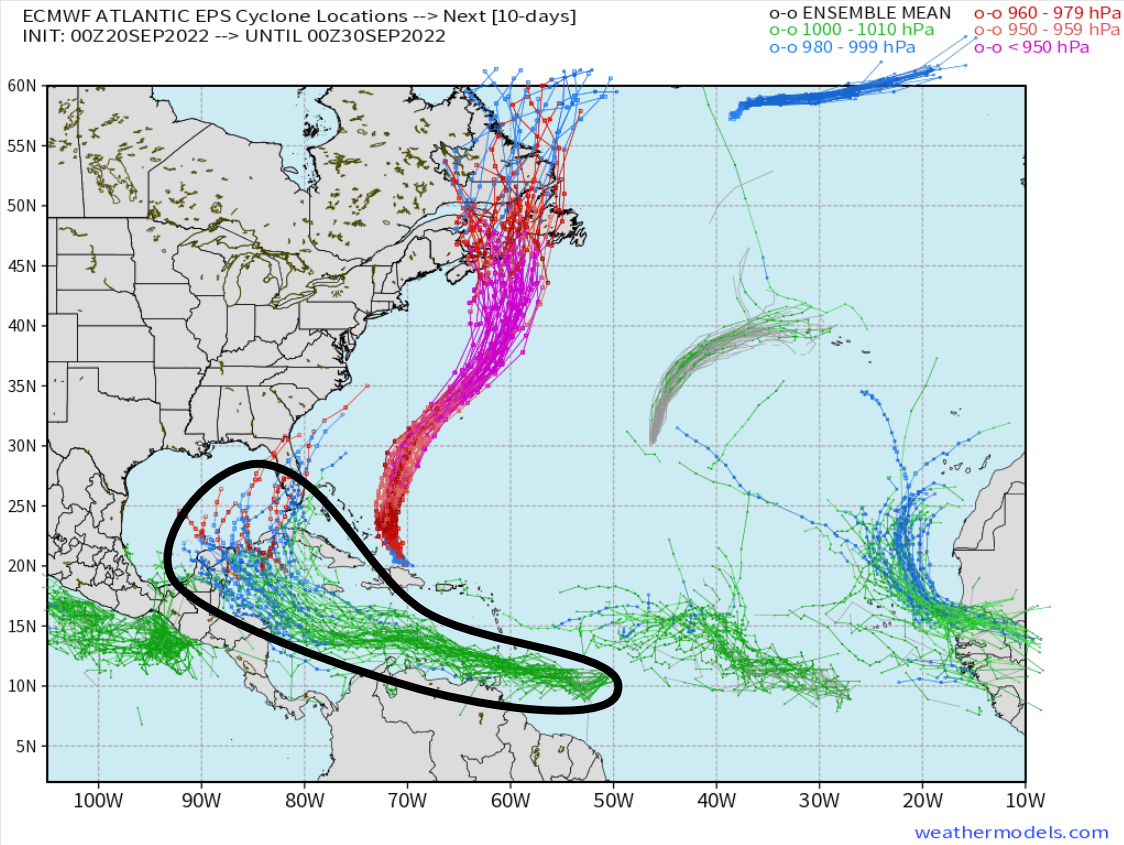 ECMWF ATLANTIC EPS Cyclone Locations --> Next [10-days]
INIT: 00Z20SEP2022 --> UNTIL 00Z30SEP2022
o-o ENSEMBLE MEAN
o-o 1000 - 1010 hPa
o-o 980 - 999 hPa
o-o 960 - 979 hPa
o-o 950 - 959 hPa
o-o < 950 hPa
60N
55N
50N
45N
40N
35N
30N
25N
20N
15N
10N
5N
100W 90W 80W 70W 60W 50W 40W 30W 20W 10W
weathermodels.com